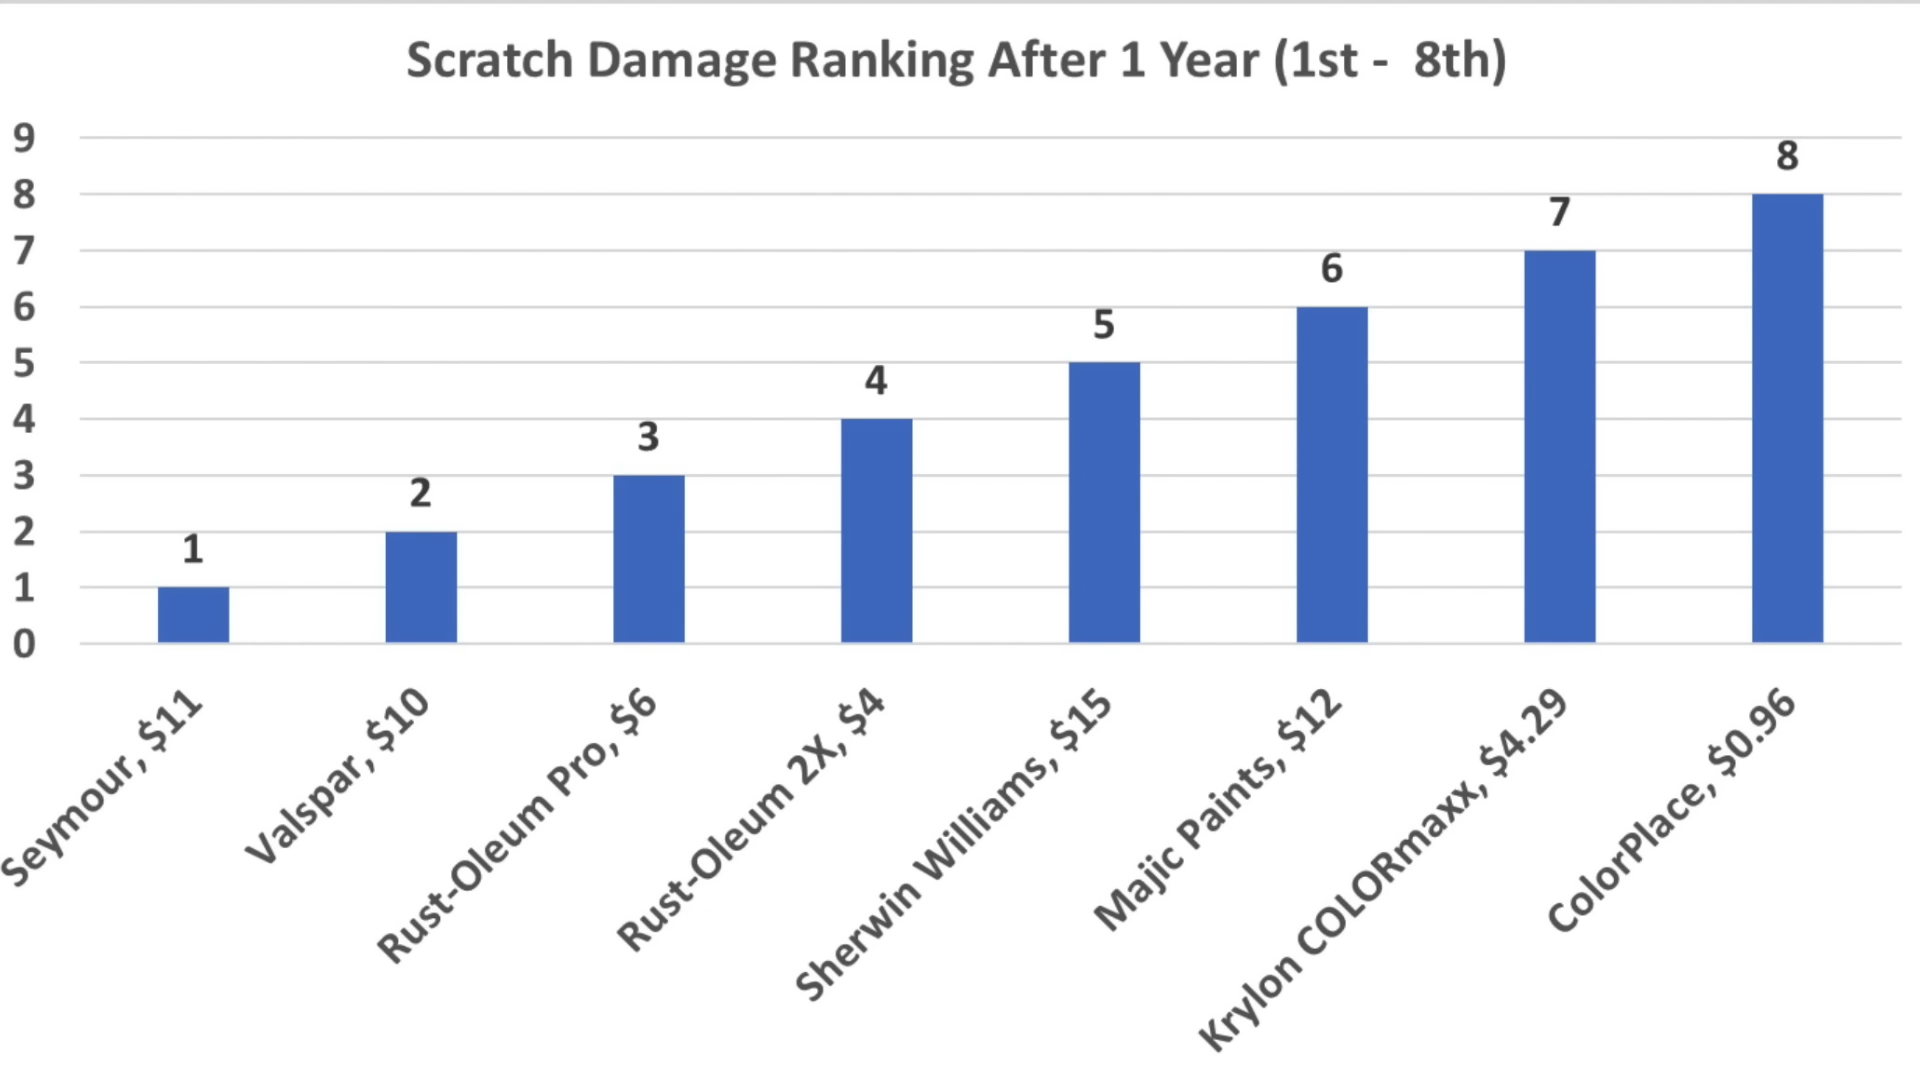 Scratch Damage Ranking After 1 Year (1st -  8th)
9
8
7
6
5
4
3
2
1
0
1
2
3
4
5
6
7
8
Seymour, $11
Valspar, $10
Rust-Oleum Pro, $6
Rust-Oleum 2X, $4
Sherwin Williams, $15
Majic Paints, $12
Krylon COLORmaxx, $4.29
ColorPlace, $0.96